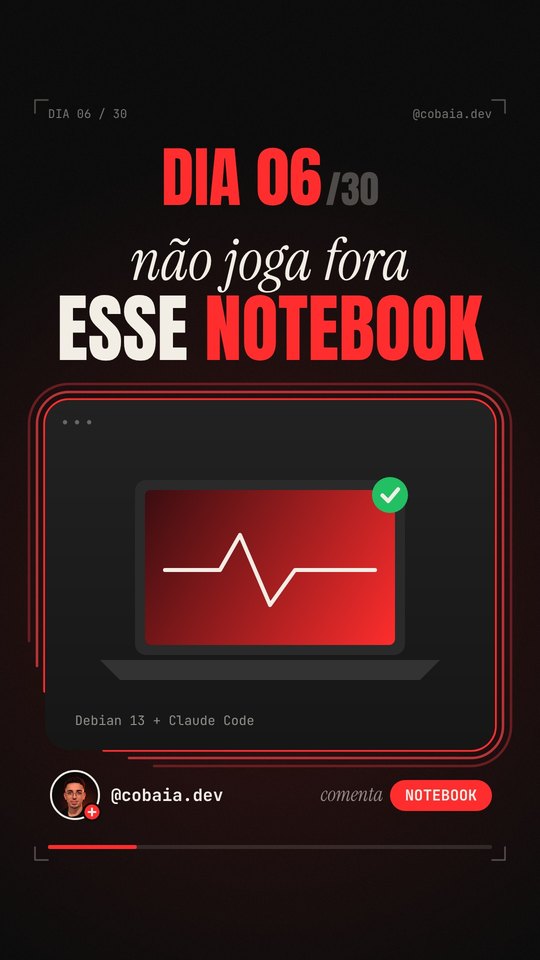 DIA 06 / 30
@cobaia.dev
DIA 06/30
não joga fora
ESSE NOTEBOOK
Debian 13 + Claude Code
@cobaia.dev
comenta NOTEBOOK